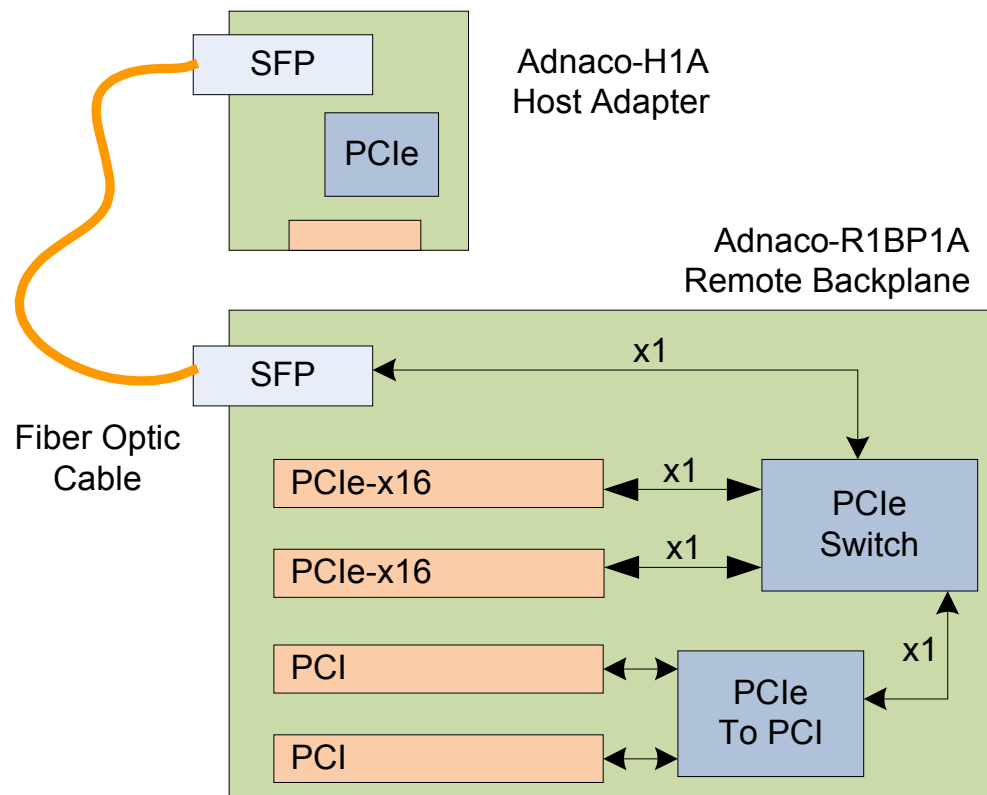 SFP
Adnaco-H1A
Host Adapter
PCIe
Adnaco-R1BP1A
Remote Backplane
SFP
x1
Fiber Optic
Cable
PCIe-x16
x1
PCIe
Switch
PCIe-x16
x1
PCI
x1
PCIe
To PCI
PCI